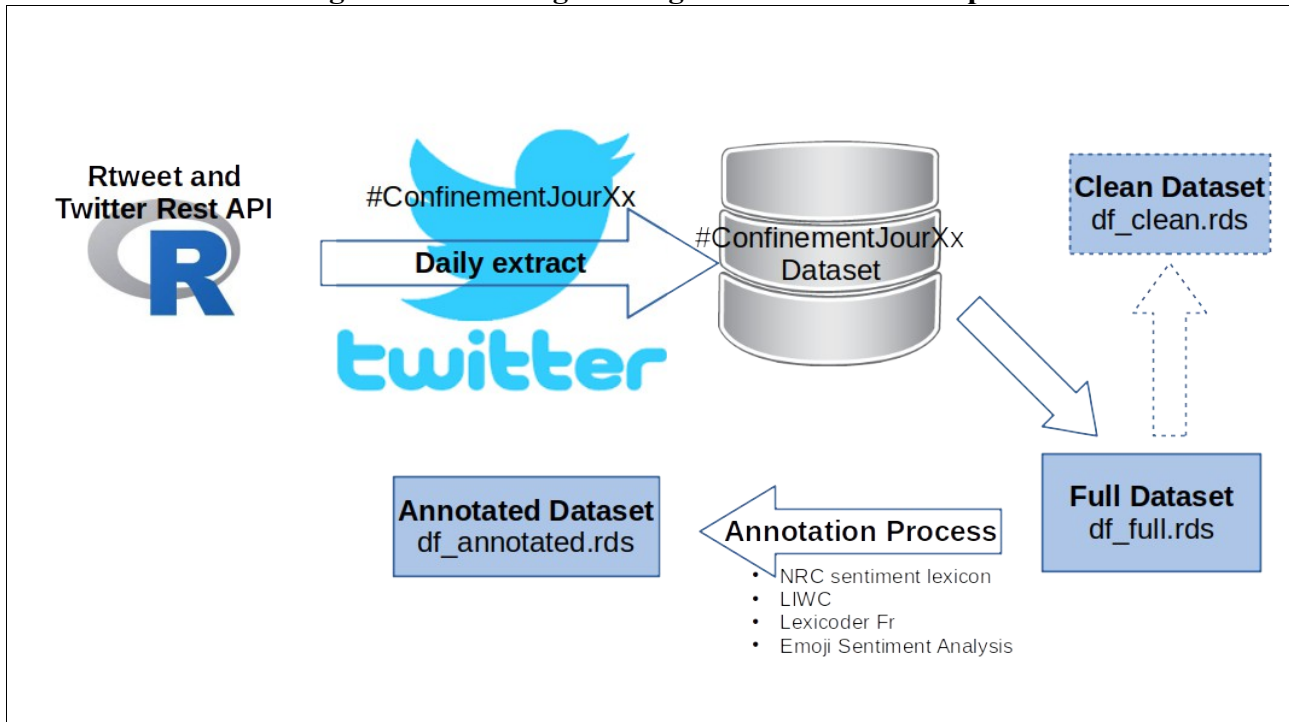 Rtweet and
Twitter Rest API
R
#ConfinementJourXx
Daily extract
twitter
#ConfinementJourXx
Dataset
Clean Dataset
df_clean.rds
Full Dataset
df_full.rds
Annotation Process
• NRC sentiment lexicon
• LIWC
• Lexicoder Fr
• Emoji Sentiment Analysis
Annotated Dataset
df_annotated.rds